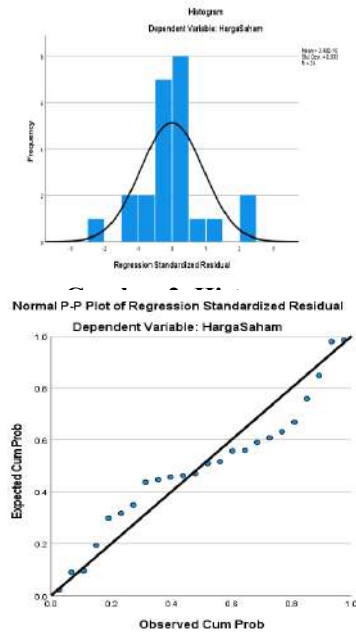 Histogram
Dependent Variable: HargaSaham
Frequency
Regression Standardized Residual
Normal P-P Plot of Regression Standardized Residual
Dependent Variable: HargaSaham
Expected Cum Prob
1.0
0.8
0.6
0.4
0.2
0.0
0.0 0.2 0.4 0.6 0.8 1.0
Observed Cum Prob